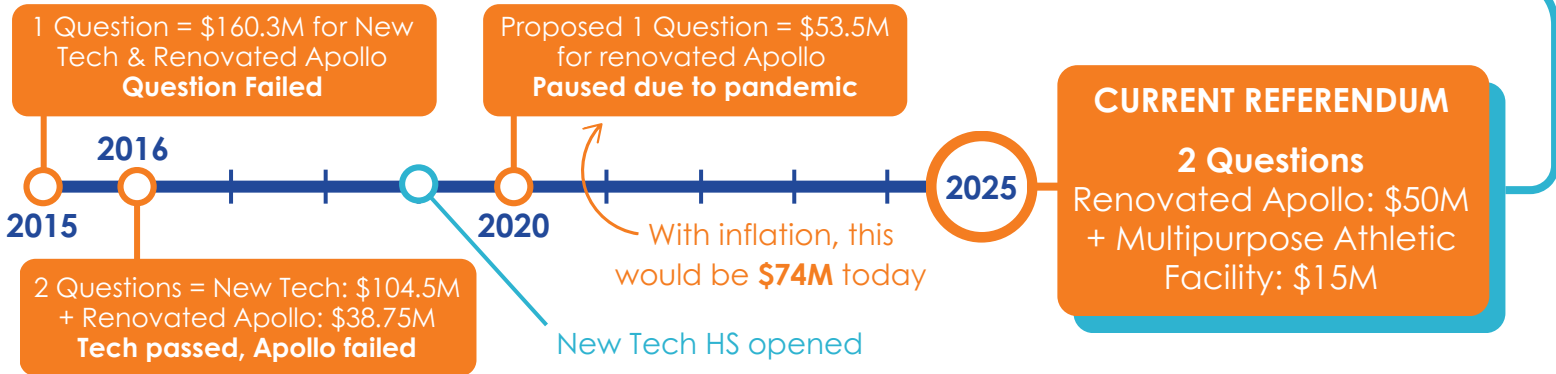 1 Question = $160.3M for New
Tech & Renovated Apollo
Question Failed
Proposed 1 Question = $53.5M
for renovated Apollo
Paused due to pandemic
CURRENT REFERENDUM
2 Questions
Renovated Apollo: $50M
+ Multipurpose Athletic
Facility: $15M
2016
2025
2015
2020
With inflation, this
would be $74M today
2 Questions = New Tech: $104.5M
+ Renovated Apollo: $38.75M
Tech passed, Apollo failed
New Tech HS opened